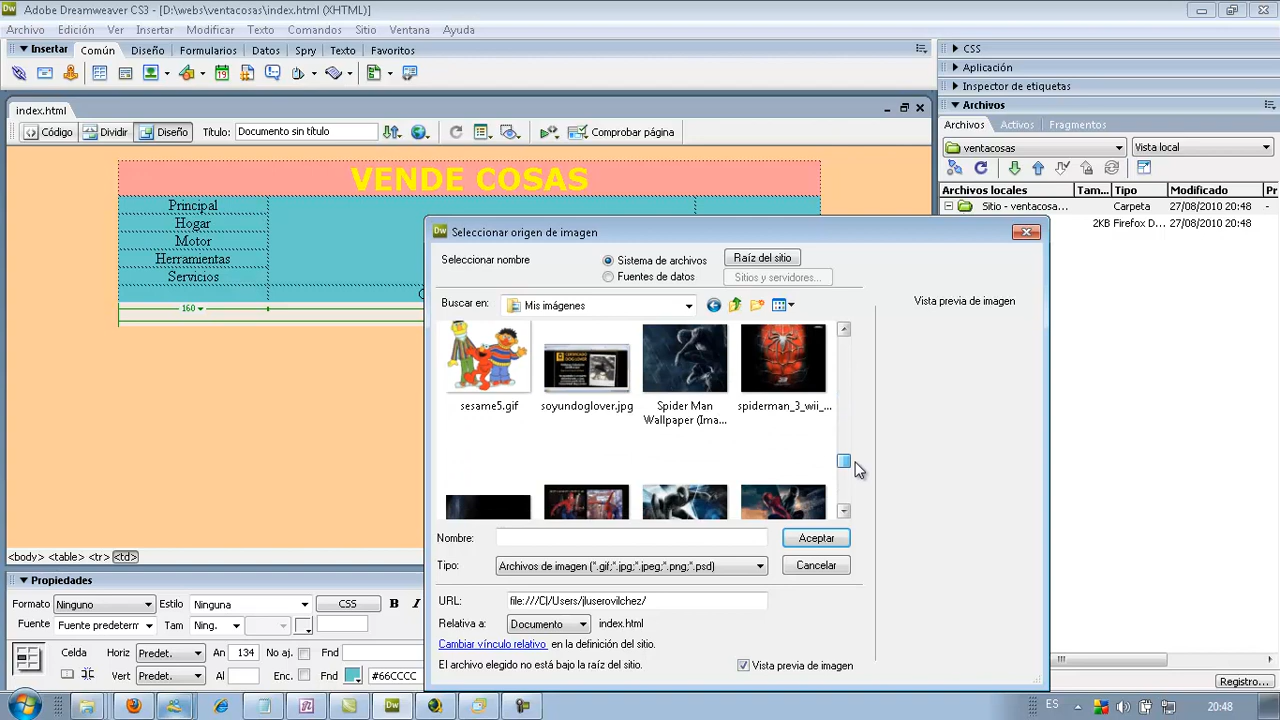 Adobe Dreamweaver CS3 - [D:\webs\ventacosas\index.html (XHTML)]
Archivo Edición Ver Insertar Modificar Texto Comandos Sitio Ventana Ayuda
Insertar Común Diseño Formularios Datos Spry Texto Favoritos
index.html
Código Dividir Diseño Título: Documento sin título Comprobar página
VENDE COSAS
Principal
Hogar
Motor
Herramientas
Servicios
160
<body> <table> <tr> <td>
Propiedades
Formato Ninguno Estilo Ninguna CSS B I
Fuente Fuente predeterm Tam Ning.
Celda Horiz Predet. An 134 No aj. Fnd
Vert Predet. Al Enc. Fnd #66CCCC
CSS
Aplicación
Inspector de etiquetas
Archivos
Archivos Activos Fragmentos
ventacosas Vista local
Archivos locales Tam... Tipo Modificado Pr
Sitio - ventacosa... Carpeta 27/08/2010 20:48 -
2KB Firefox D... 27/08/2010 20:48
Registro...
Seleccionar origen de imagen
Seleccionar nombre Sistema de archivos Raíz del sitio
Fuentes de datos Sitios y servidores...
Buscar en: Mis imágenes
Vista previa de imagen
sesame5.gif soyundoglover.jpg Spider Man Wallpaper (Ima... spiderman_3_wii_...
Nombre: Aceptar
Tipo: Archivos de imagen (*.gif;*.jpg;*.jpeg;*.png;*.psd) Cancelar
URL: file:///C|/Users/jluserovilchez/
Relativa a: Documento index.html
Cambiar vínculo relativo en la definición del sitio.
El archivo elegido no está bajo la raíz del sitio. Vista previa de imagen
ES 20:48